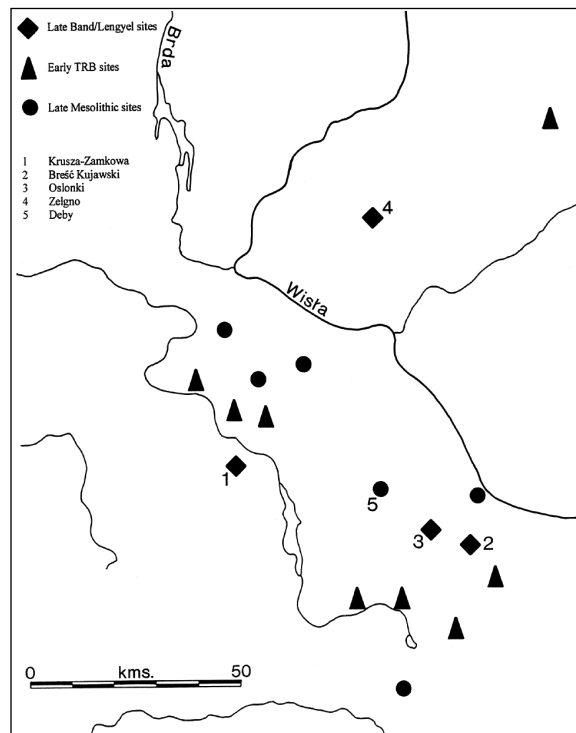 Late Band/Lengyel sites
Early TRB sites
Late Mesolithic sites
1 Krusza-Zamkowa
2 Breść Kujawski
3 Oslonki
4 Zelgno
5 Deby
Brda
4
Wisła
1
5
3
2
0 kms. 50